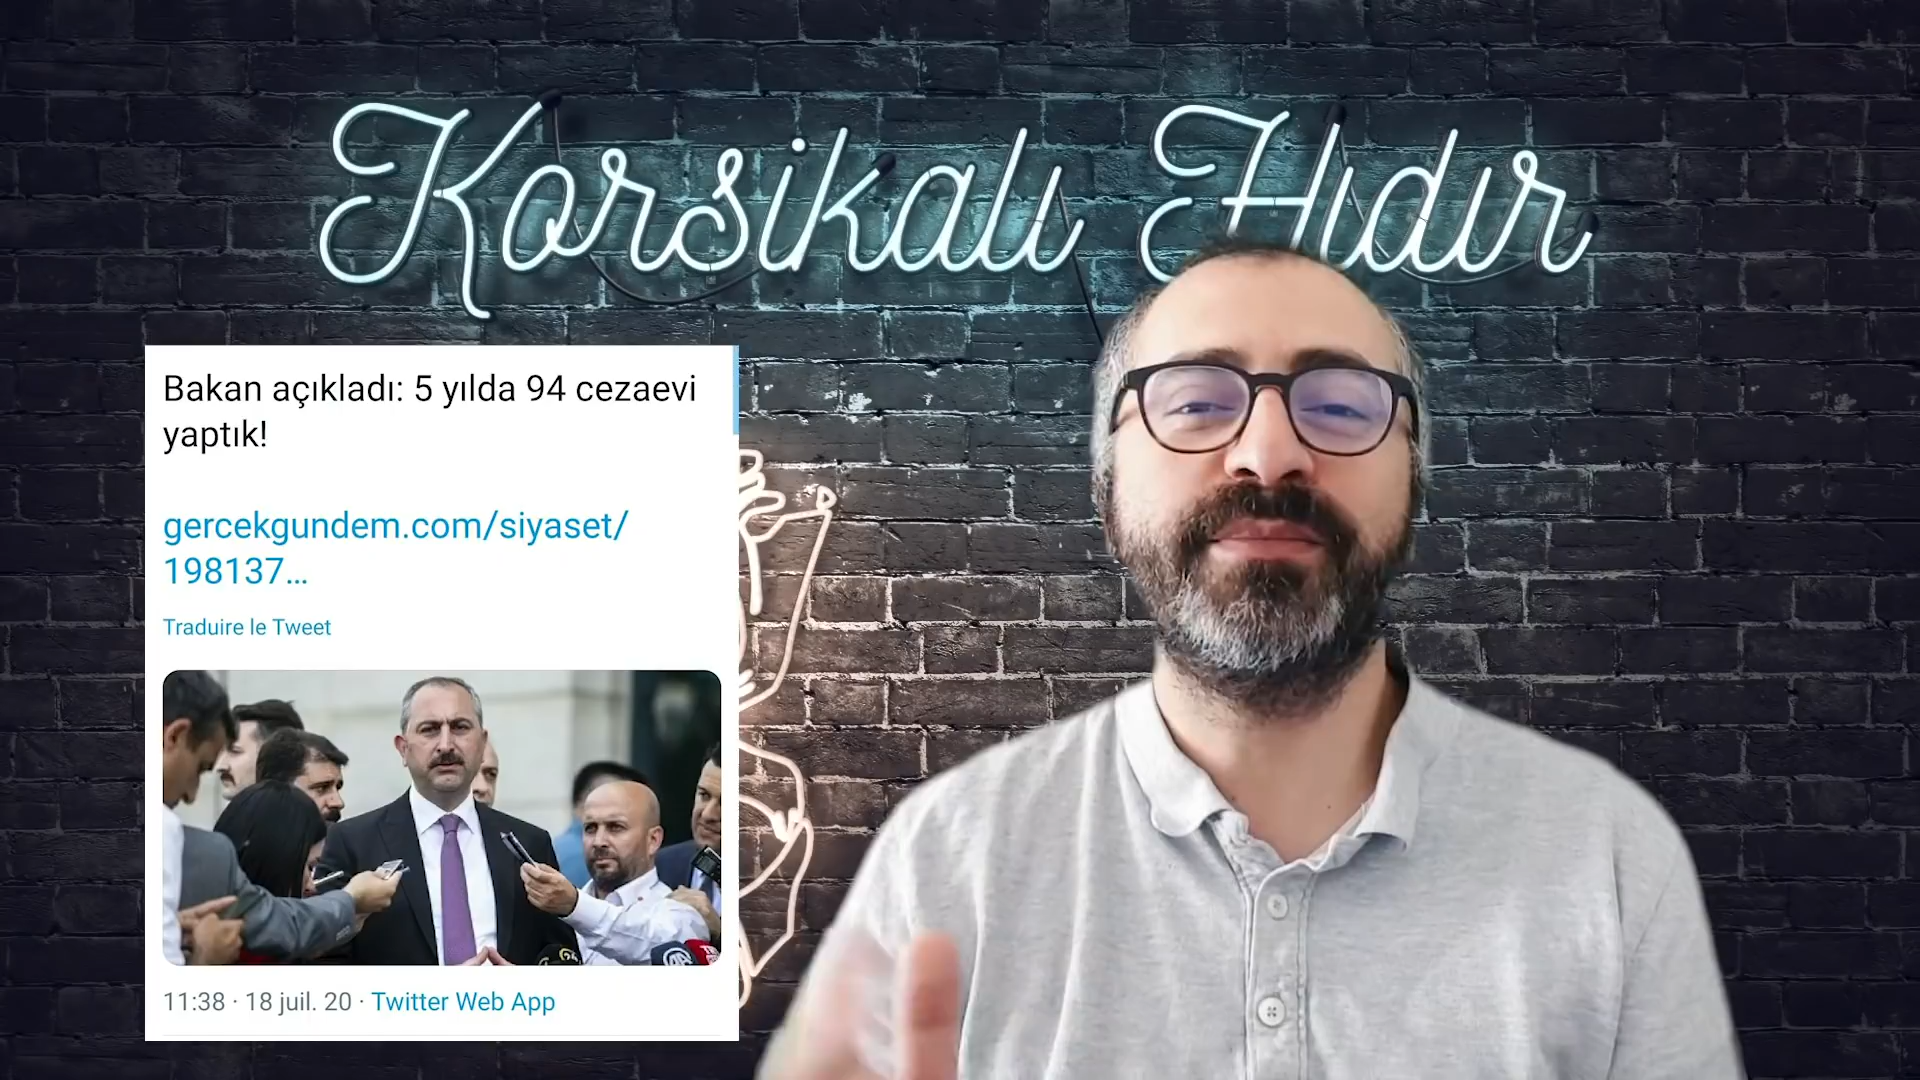 Korsikalı Hıdır
Bakan açıkladı: 5 yılda 94 cezaevi
yaptık!
gercekgundem.com/siyaset/
198137...
Traduire le Tweet
11:38 · 18 juil. 20 · Twitter Web App